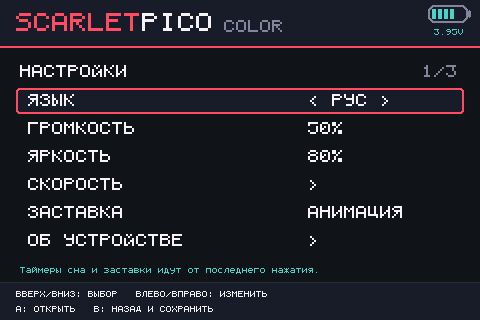 SCARLETPICO COLOR
3.95V
НАСТРОЙКИ 1/3
ЯЗЫК < РУС >
ГРОМКОСТЬ 50%
ЯРКОСТЬ 80%
СКОРОСТЬ >
ЗАСТАВКА АНИМАЦИЯ
ОБ УСТРОЙСТВЕ >
Таймеры сна и заставки идут от последнего нажатия.
ВВЕРХ/ВНИЗ: ВЫБОР ВЛЕВО/ВПРАВО: ИЗМЕНИТЬ
A: ОТКРЫТЬ B: НАЗАД И СОХРАНИТЬ